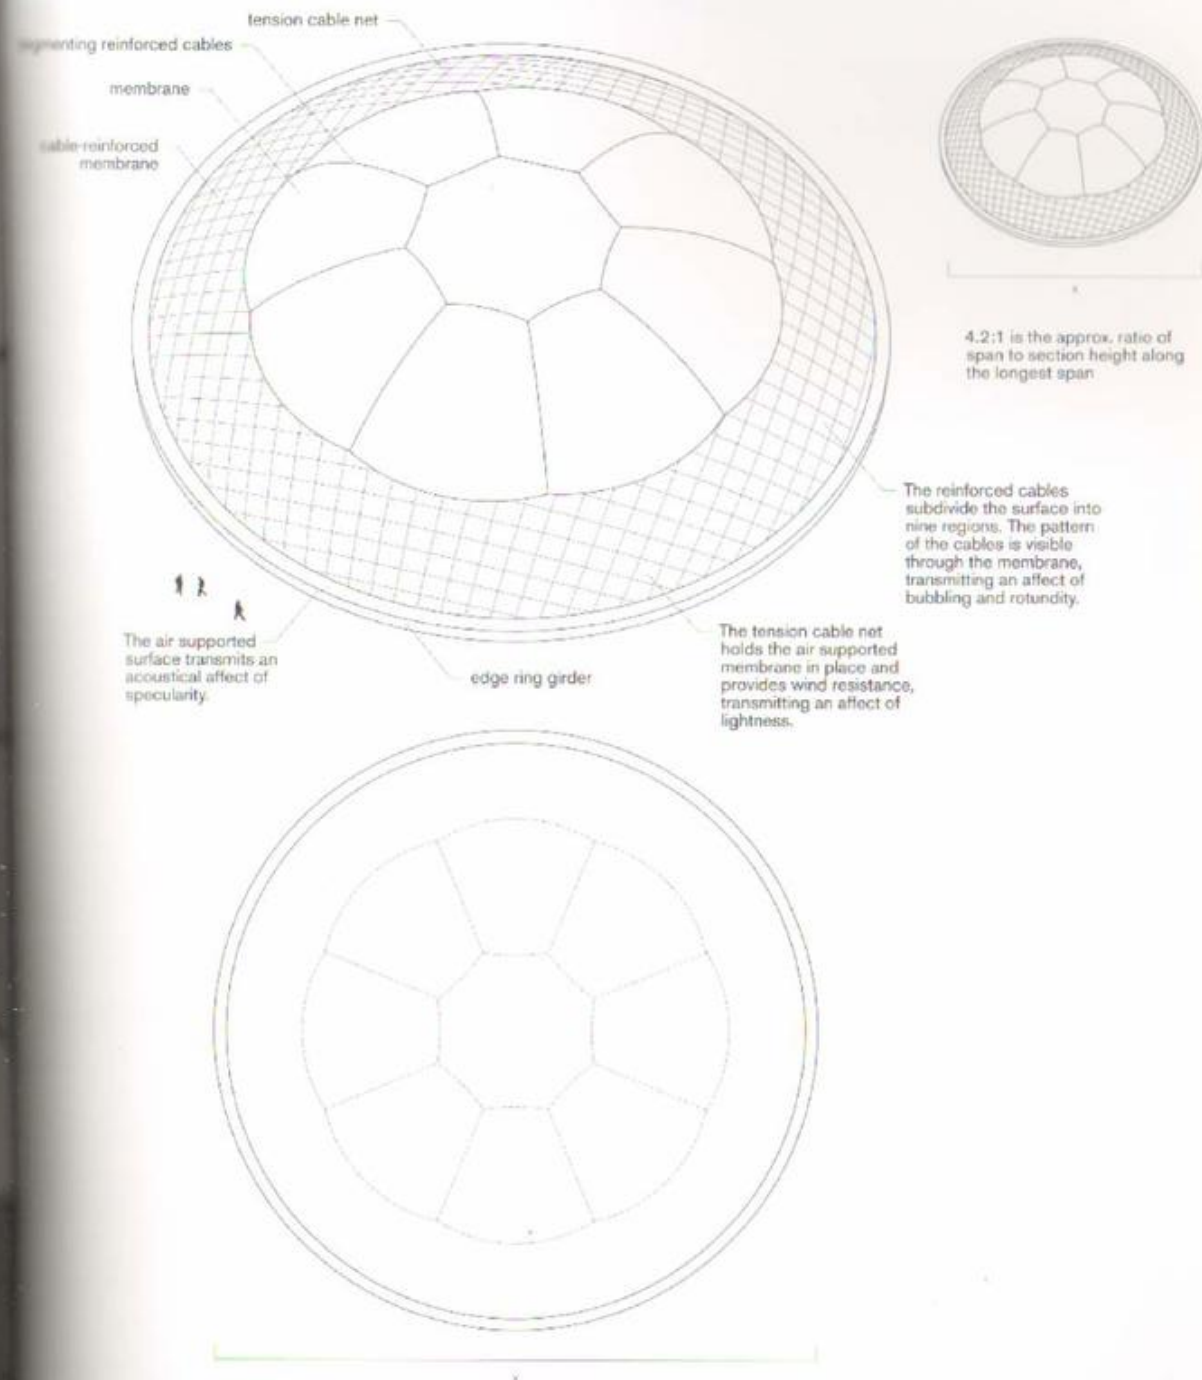 tension cable net
reinforced cables
membrane
membrane
4.2:1 is the approx. ratio of
span to section height along
the longest span
x
The reinforced cables
subdivide the surface into
nine regions. The pattern
of the cables is visible
through the membrane,
transmitting an affect of
bubbling and rotundity.
The tension cable net
holds the air supported
membrane in place and
provides wind resistance,
transmitting an affect of
lightness.
edge ring girder
The air supported
surface transmits an
acoustical affect of
specularity.
x